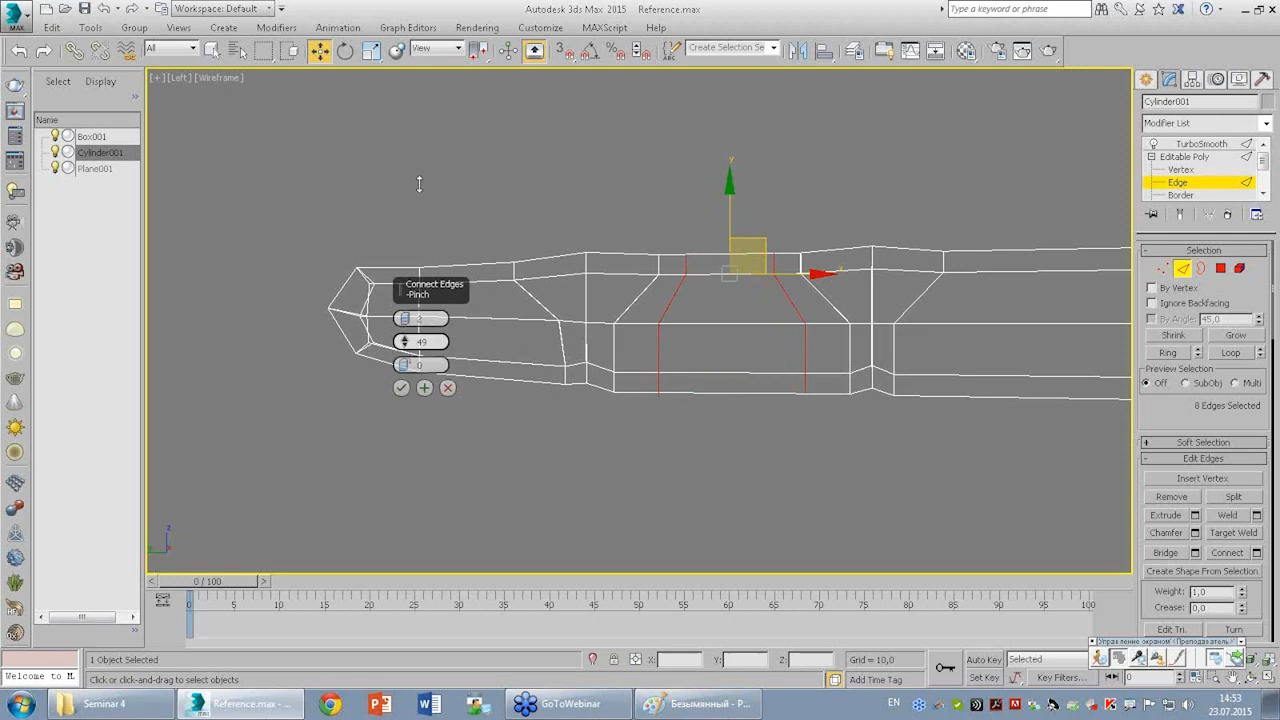 Workspace: Default
Autodesk 3ds Max 2015   Reference.max
Type a keyword or phrase
MAX
Edit
Tools
Group
Views
Create
Modifiers
Animation
Graph Editors
Rendering
Customize
MAXScript
Help
All
View
Create Selection Se
[+] [Left] [Wireframe]
Select
Display
Name
Box001
Cylinder001
Plane001
Connect Edges
-Pinch
2
49
0
y
x
z
Cylinder001
Modifier List
TurboSmooth
Editable Poly
Vertex
Edge
Border
Selection
By Vertex
Ignore Backfacing
By Angle: 45,0
Shrink
Grow
Ring
Loop
Preview Selection
Off
SubObj
Multi
8 Edges Selected
Soft Selection
Edit Edges
Insert Vertex
Remove
Split
Extrude
Weld
Chamfer
Target Weld
Bridge
Connect
Create Shape From Selection
Weight: 1,0
Crease: 0,0
Edit Tri.
Turn
0 / 100
0 5 10 15 20 25 30 35 40 45 50 55 60 65 70 75 80 85 90 95 100
Управление экраном" (Преподаватель)
1 Object Selected
X:
Y:
Z:
Grid = 10,0
Auto Key
Selected
Welcome to M
Click or click-and-drag to select objects
Add Time Tag
Set Key
Key Filters...
0
Seminar 4
Reference.max - ...
GoToWebinar
Безымянный - P...
EN
14:53
23.07.2015